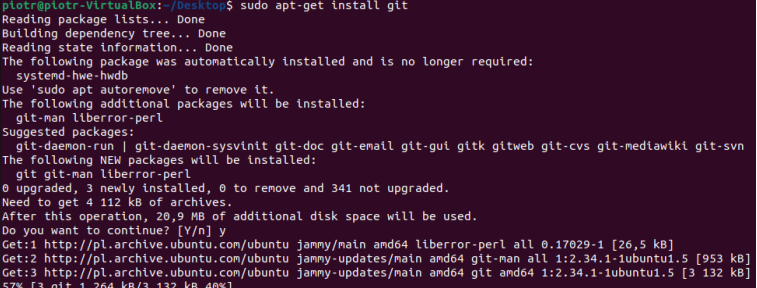 piotr@piotr-VirtualBox:~/Desktop$ sudo apt-get install git
Reading package lists... Done
Building dependency tree... Done
Reading state information... Done
The following package was automatically installed and is no longer required:
  systemd-hwe-hwdb
Use 'sudo apt autoremove' to remove it.
The following additional packages will be installed:
  git-man liberror-perl
Suggested packages:
  git-daemon-run | git-daemon-sysvinit git-doc git-email git-gui gitk gitweb git-cvs git-mediawiki git-svn
The following NEW packages will be installed:
  git git-man liberror-perl
0 upgraded, 3 newly installed, 0 to remove and 341 not upgraded.
Need to get 4 112 kB of archives.
After this operation, 20,9 MB of additional disk space will be used.
Do you want to continue? [Y/n] y
Get:1 http://pl.archive.ubuntu.com/ubuntu jammy/main amd64 liberror-perl all 0.17029-1 [26,5 kB]
Get:2 http://pl.archive.ubuntu.com/ubuntu jammy-updates/main amd64 git-man all 1:2.34.1-1ubuntu1.5 [953 kB]
Get:3 http://pl.archive.ubuntu.com/ubuntu jammy-updates/main amd64 git amd64 1:2.34.1-1ubuntu1.5 [3 132 kB]
57% [3 git 1 264 kB/3 132 kB 40%]